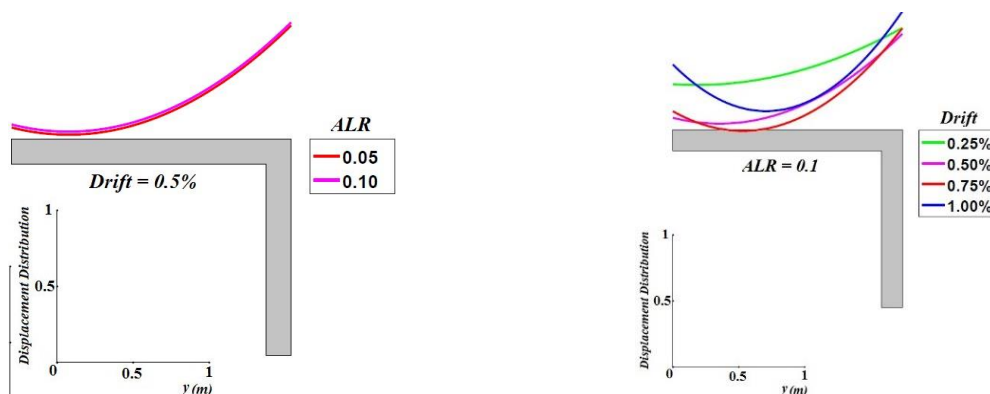 ALR
0.05
0.10
Drift = 0.5%
Displacement Distribution
1
0.5
0
0.5
1
y (m)
Drift
0.25%
0.50%
0.75%
1.00%
ALR = 0.1
Displacement Distribution
1
0.5
0
0.5
1
y (m)